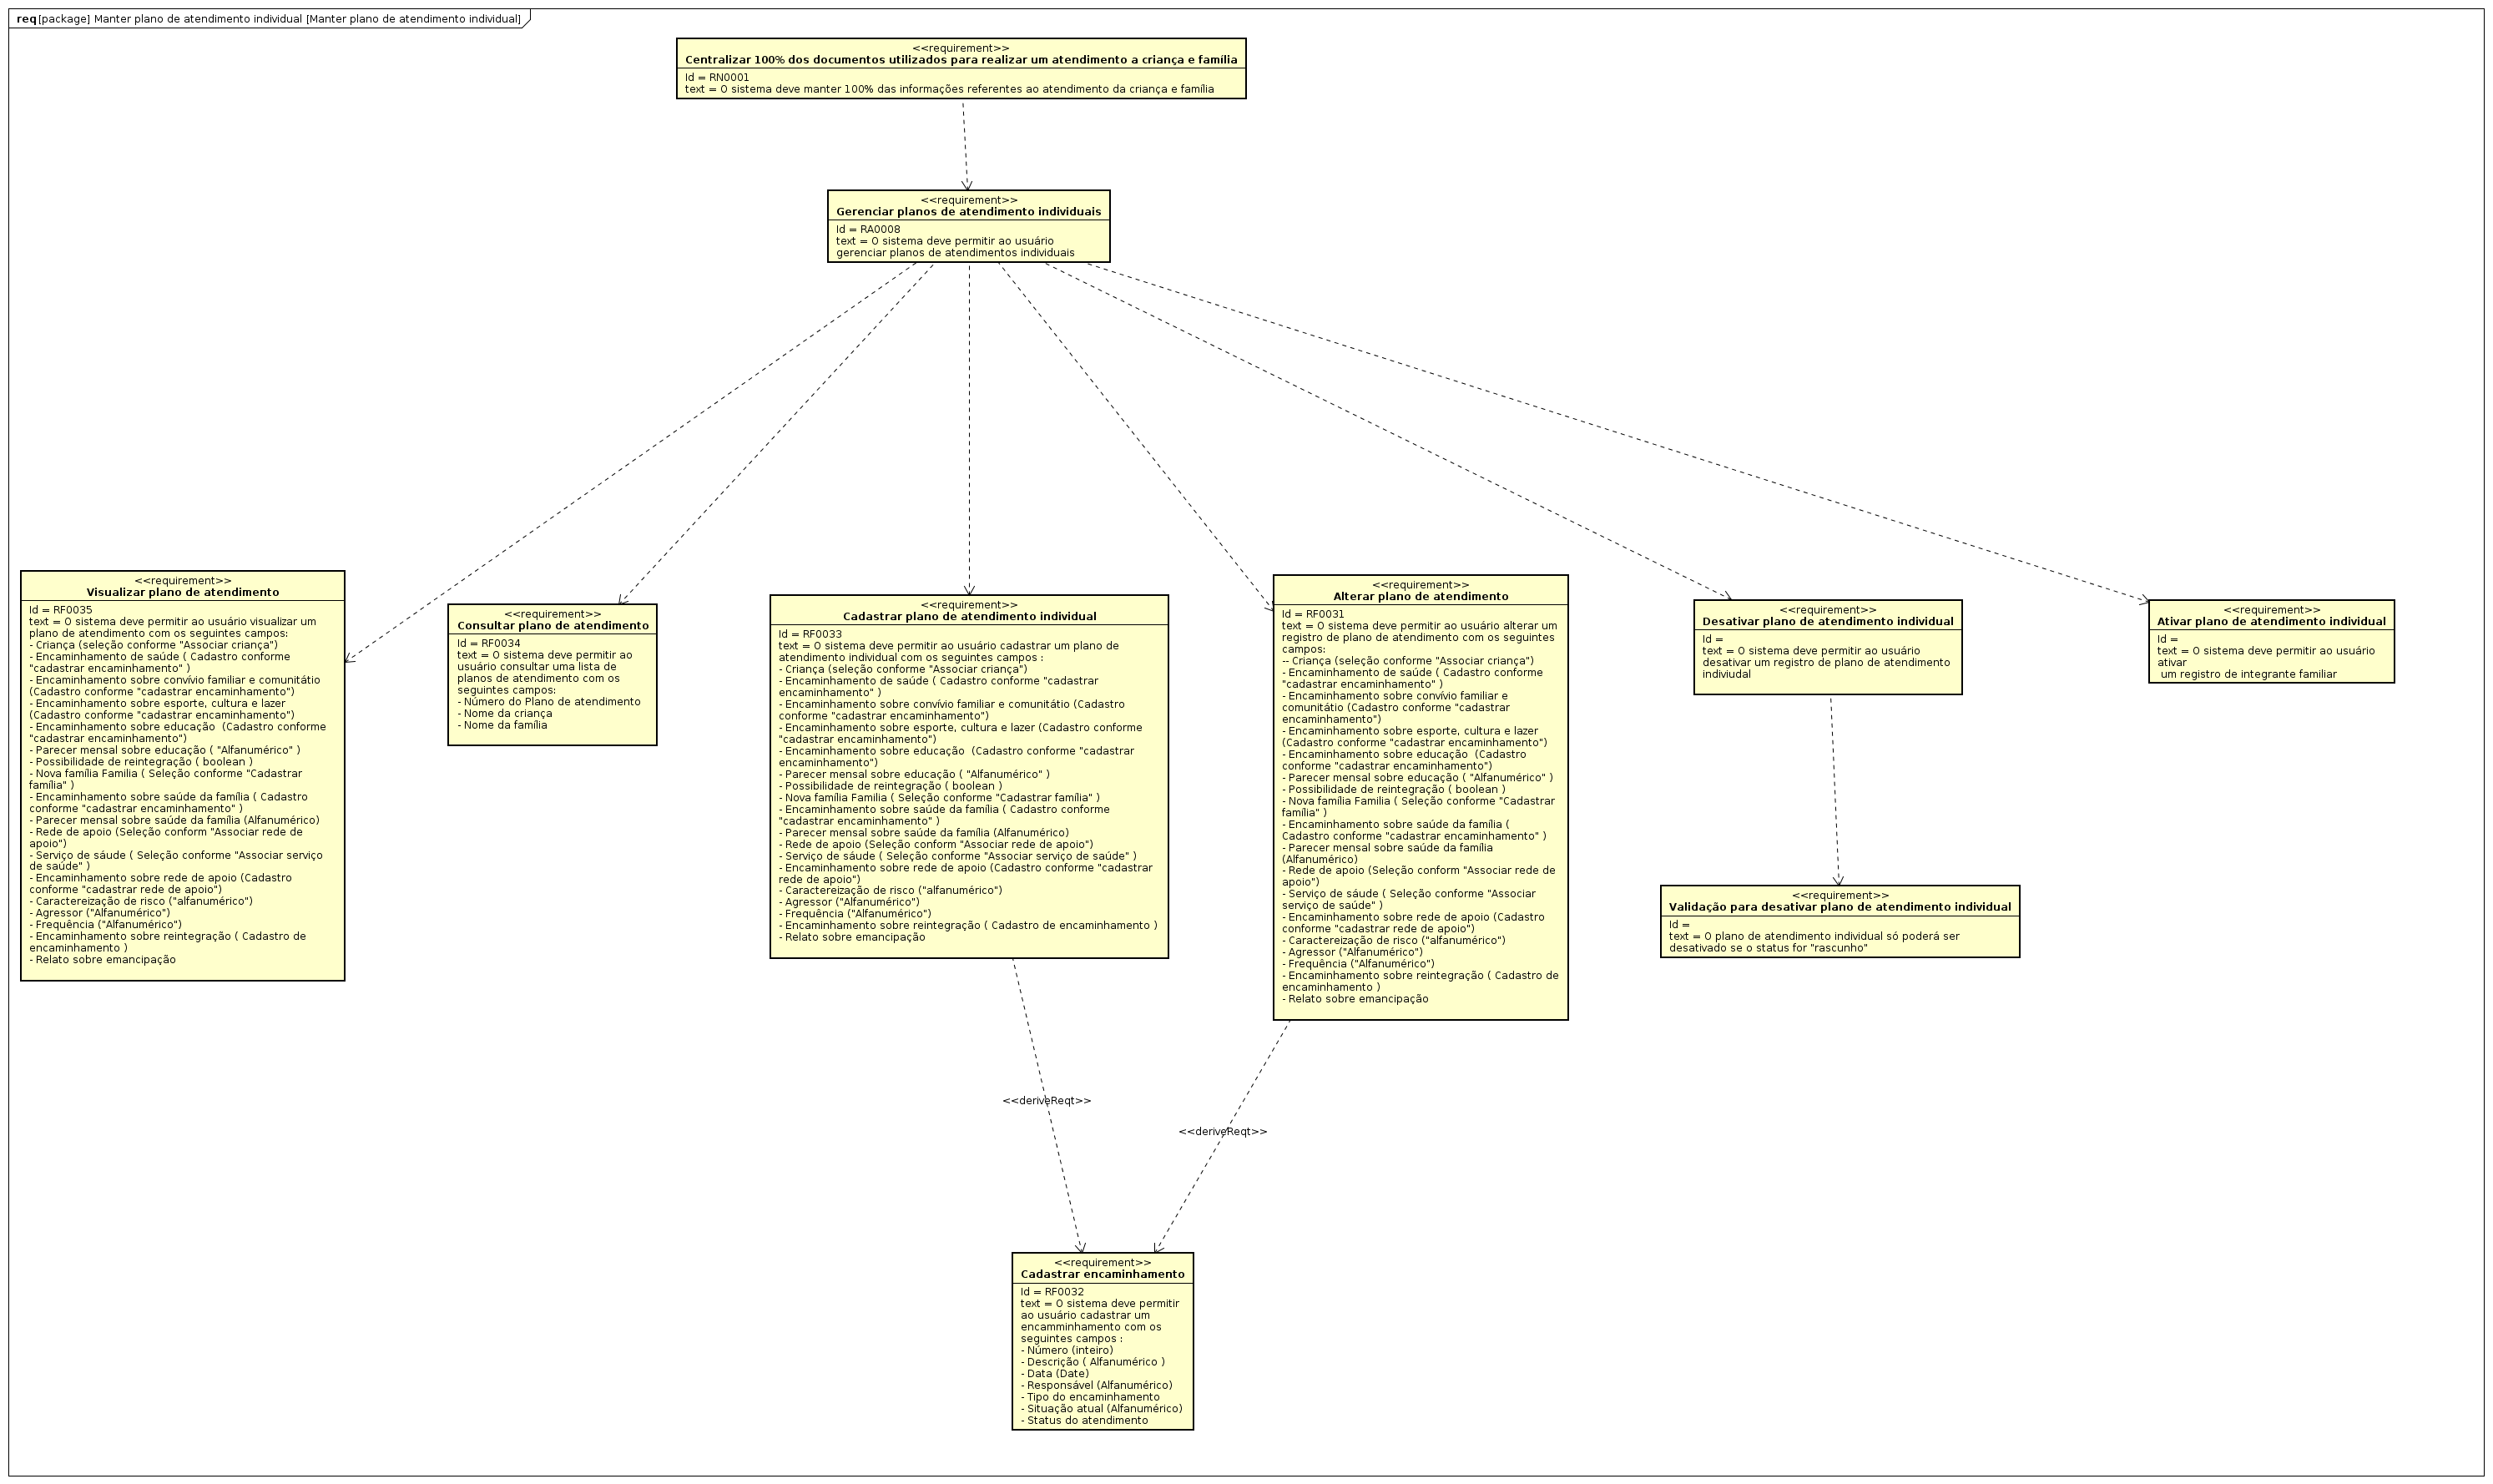 req [package] Manter plano de atendimento individual [Manter plano de atendimento individual]
<<requirement>>
Centralizar 100% dos documentos utilizados para realizar um atendimento a criança e família
Id = RN0001
text = O sistema deve manter 100% das informações referentes ao atendimento da criança e família
<<requirement>>
Gerenciar planos de atendimento individuais
Id = RA0008
text = O sistema deve permitir ao usuário
gerenciar planos de atendimentos individuais
<<requirement>>
Visualizar plano de atendimento
Id = RF0035
text = O sistema deve permitir ao usuário visualizar um
plano de atendimento com os seguintes campos:
- Criança (seleção conforme "Associar criança")
- Encaminhamento de saúde ( Cadastro conforme
"cadastrar encaminhamento" )
- Encaminhamento sobre convívio familiar e comunitátio
(Cadastro conforme "cadastrar encaminhamento")
- Encaminhamento sobre esporte, cultura e lazer
(Cadastro conforme "cadastrar encaminhamento")
- Encaminhamento sobre educação  (Cadastro conforme
"cadastrar encaminhamento")
- Parecer mensal sobre educação ( "Alfanumérico" )
- Possibilidade de reintegração ( boolean )
- Nova família Familia ( Seleção conforme "Cadastrar
família" )
- Encaminhamento sobre saúde da família ( Cadastro
conforme "cadastrar encaminhamento" )
- Parecer mensal sobre saúde da família (Alfanumérico)
- Rede de apoio (Seleção conform "Associar rede de
apoio")
- Serviço de sáude ( Seleção conforme "Associar serviço
de saúde" )
- Encaminhamento sobre rede de apoio (Cadastro
conforme "cadastrar rede de apoio")
- Caractereização de risco ("alfanumérico")
- Agressor ("Alfanumérico")
- Frequência ("Alfanumérico")
- Encaminhamento sobre reintegração ( Cadastro de
encaminhamento )
- Relato sobre emancipação
<<requirement>>
Consultar plano de atendimento
Id = RF0034
text = O sistema deve permitir ao
usuário consultar uma lista de
planos de atendimento com os
seguintes campos:
- Número do Plano de atendimento
- Nome da criança
- Nome da família
<<requirement>>
Cadastrar plano de atendimento individual
Id = RF0033
text = O sistema deve permitir ao usuário cadastrar um plano de
atendimento individual com os seguintes campos :
- Criança (seleção conforme "Associar criança")
- Encaminhamento de saúde ( Cadastro conforme "cadastrar
encaminhamento" )
- Encaminhamento sobre convívio familiar e comunitátio (Cadastro
conforme "cadastrar encaminhamento")
- Encaminhamento sobre esporte, cultura e lazer (Cadastro conforme
"cadastrar encaminhamento")
- Encaminhamento sobre educação  (Cadastro conforme "cadastrar
encaminhamento")
- Parecer mensal sobre educação ( "Alfanumérico" )
- Possibilidade de reintegração ( boolean )
- Nova família Familia ( Seleção conforme "Cadastrar família" )
- Encaminhamento sobre saúde da família ( Cadastro conforme
"cadastrar encaminhamento" )
- Parecer mensal sobre saúde da família (Alfanumérico)
- Rede de apoio (Seleção conform "Associar rede de apoio")
- Serviço de sáude ( Seleção conforme "Associar serviço de saúde" )
- Encaminhamento sobre rede de apoio (Cadastro conforme "cadastrar
rede de apoio")
- Caractereização de risco ("alfanumérico")
- Agressor ("Alfanumérico")
- Frequência ("Alfanumérico")
- Encaminhamento sobre reintegração ( Cadastro de encaminhamento )
- Relato sobre emancipação
<<requirement>>
Alterar plano de atendimento
Id = RF0031
text = O sistema deve permitir ao usuário alterar um
registro de plano de atendimento com os seguintes
campos:
-- Criança (seleção conforme "Associar criança")
- Encaminhamento de saúde ( Cadastro conforme
"cadastrar encaminhamento" )
- Encaminhamento sobre convívio familiar e
comunitátio (Cadastro conforme "cadastrar
encaminhamento")
- Encaminhamento sobre esporte, cultura e lazer
(Cadastro conforme "cadastrar encaminhamento")
- Encaminhamento sobre educação  (Cadastro
conforme "cadastrar encaminhamento")
- Parecer mensal sobre educação ( "Alfanumérico" )
- Possibilidade de reintegração ( boolean )
- Nova família Familia ( Seleção conforme "Cadastrar
família" )
- Encaminhamento sobre saúde da família (
Cadastro conforme "cadastrar encaminhamento" )
- Parecer mensal sobre saúde da família
(Alfanumérico)
- Rede de apoio (Seleção conform "Associar rede de
apoio")
- Serviço de sáude ( Seleção conforme "Associar
serviço de saúde" )
- Encaminhamento sobre rede de apoio (Cadastro
conforme "cadastrar rede de apoio")
- Caractereização de risco ("alfanumérico")
- Agressor ("Alfanumérico")
- Frequência ("Alfanumérico")
- Encaminhamento sobre reintegração ( Cadastro de
encaminhamento )
- Relato sobre emancipação
<<requirement>>
Desativar plano de atendimento individual
Id =
text = O sistema deve permitir ao usuário
desativar um registro de plano de atendimento
indiviudal
<<requirement>>
Ativar plano de atendimento individual
Id =
text = O sistema deve permitir ao usuário
ativar
um registro de integrante familiar
<<requirement>>
Validação para desativar plano de atendimento individual
Id =
text = O plano de atendimento individual só poderá ser
desativado se o status for "rascunho"
<<deriveReqt>>
<<deriveReqt>>
<<requirement>>
Cadastrar encaminhamento
Id = RF0032
text = O sistema deve permitir
ao usuário cadastrar um
encamminhamento com os
seguintes campos :
- Número (inteiro)
- Descrição ( Alfanumérico )
- Data (Date)
- Responsável (Alfanumérico)
- Tipo do encaminhamento
- Situação atual (Alfanumérico)
- Status do atendimento